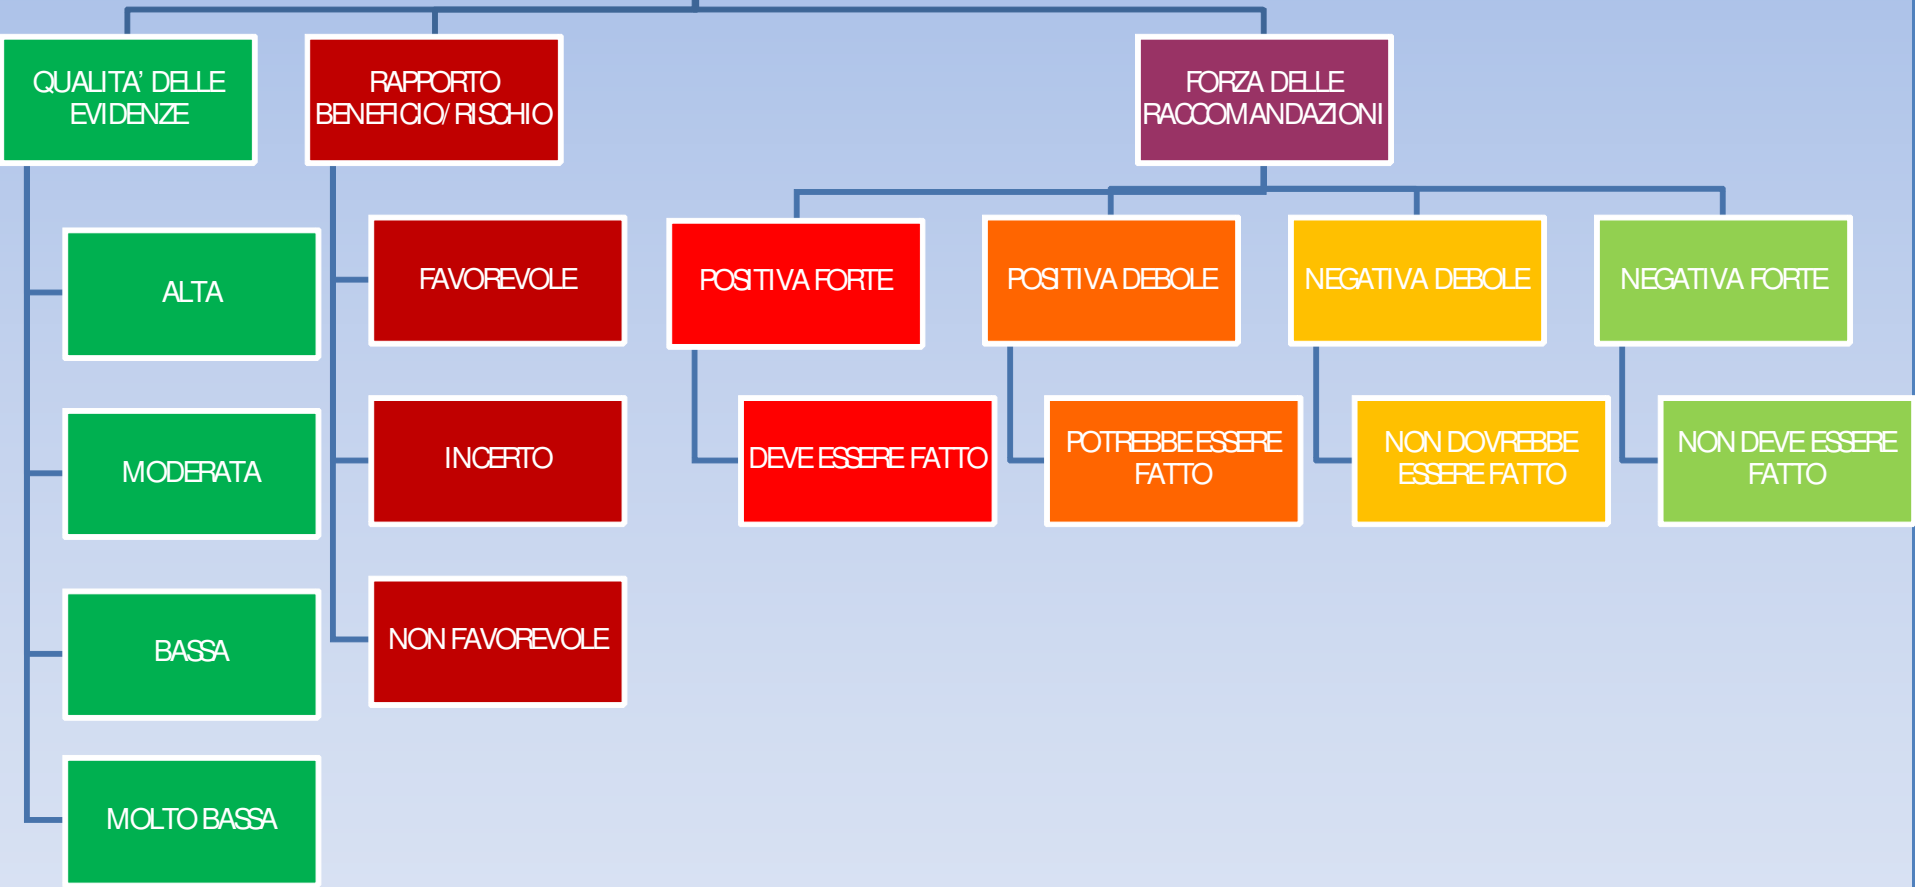 QUALITA' DELLE
EVIDENZE
RAPPORTO
BENEFICIO/ RISCHIO
FORZA DELLE
RACCOMANDAZIONI
ALTA
MODERATA
BASSA
MOLTO BASSA
FAVOREVOLE
INCERTO
NON FAVOREVOLE
POSITIVA FORTE
DEVE ESSERE FATTO
POSITIVA DEBOLE
POTREBBE ESSERE
FATTO
NEGATIVA DEBOLE
NON DOVREBBE
ESSERE FATTO
NEGATIVA FORTE
NON DEVE ESSERE
FATTO